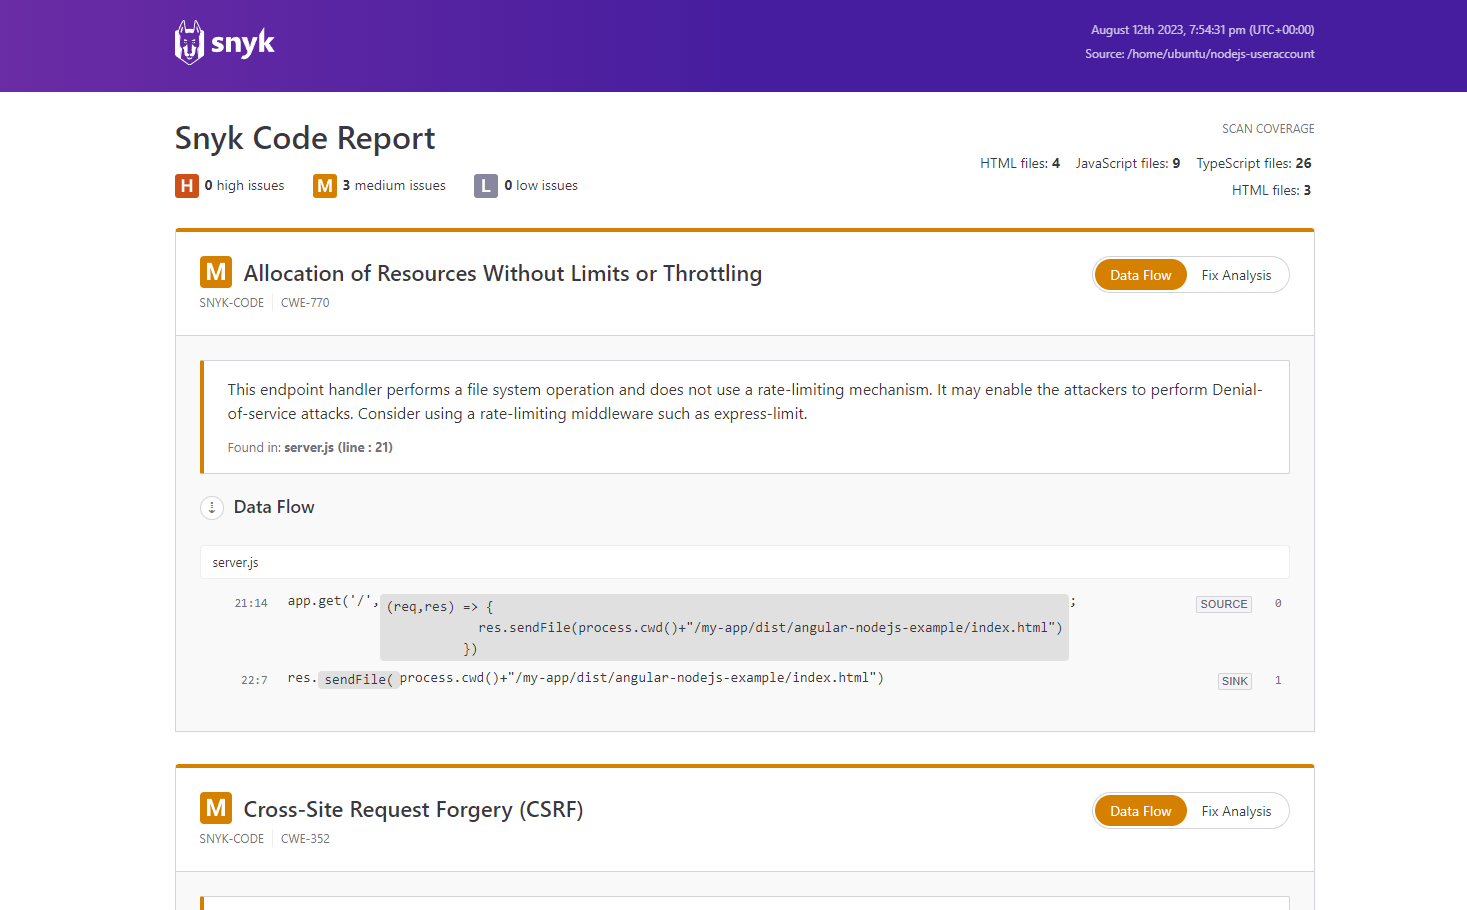 snyk
August 12th 2023, 7:54:31 pm (UTC+00:00)
Source: /home/ubuntu/nodejs-useraccount
Snyk Code Report
SCAN COVERAGE
HTML files: 4 JavaScript files: 9 TypeScript files: 26
HTML files: 3
H 0 high issues M 3 medium issues L 0 low issues
M Allocation of Resources Without Limits or Throttling
Data Flow Fix Analysis
SNYK-CODE CWE-770
This endpoint handler performs a file system operation and does not use a rate-limiting mechanism. It may enable the attackers to perform Denial-
of-service attacks. Consider using a rate-limiting middleware such as express-limit.
Found in: server.js (line : 21)
Data Flow
server.js
21:14 app.get('/', (req,res) => { ; SOURCE 0
res.sendFile(process.cwd()+"/my-app/dist/angular-nodejs-example/index.html")
})
22:7 res. sendFile( process.cwd()+"/my-app/dist/angular-nodejs-example/index.html") SINK 1
M Cross-Site Request Forgery (CSRF)
Data Flow Fix Analysis
SNYK-CODE CWE-352